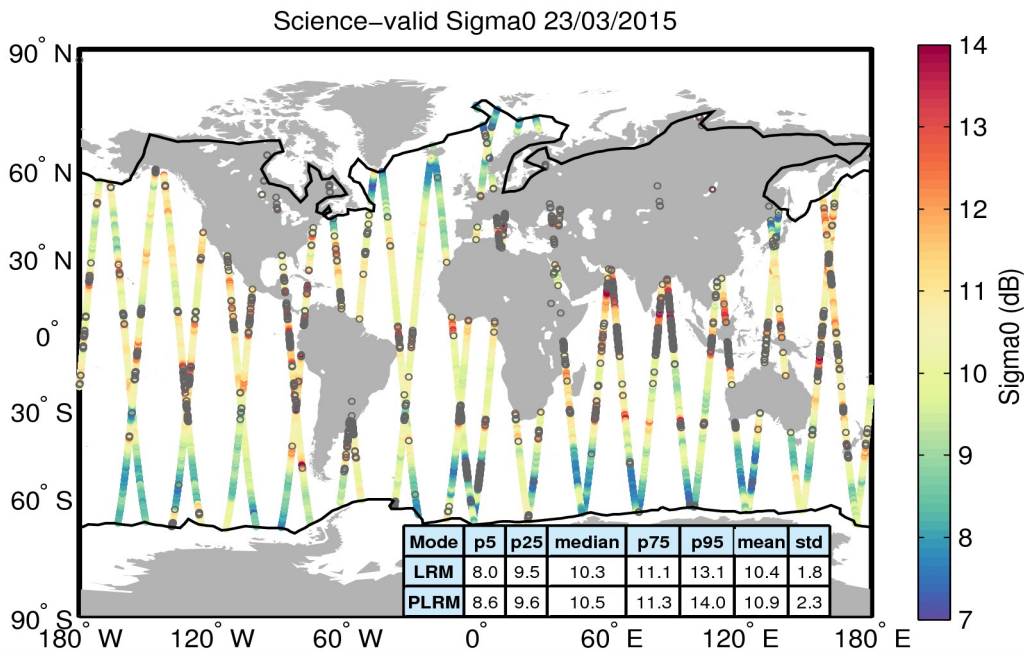 Science−valid Sigma0 23/03/2015
90° N
60° N
30° N
0°
30° S
60° S
90° S
180° W
120° W
60° W
0°
60° E
120° E
180° E
14
13
12
11
10
9
8
7
Sigma0 (dB)
Mode p5 p25 median p75 p95 mean std
LRM 8.0 9.5 10.3 11.1 13.1 10.4 1.8
PLRM 8.6 9.6 10.5 11.3 14.0 10.9 2.3